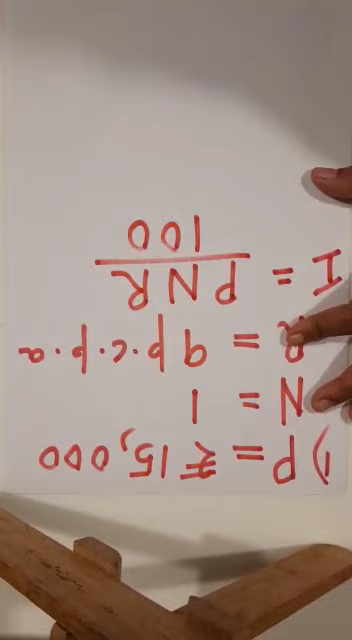 1) P = ₹ 15,000
N = 1
R = 9 p.c.p.a
I = PNR
100